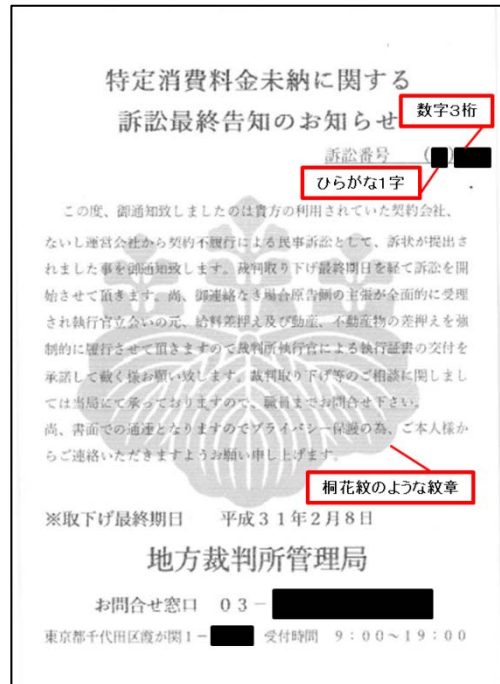 特定消費料金未納に関する
訴訟最終告知のお知らせ
数字3桁
訴訟番号 (
ひらがな1字
この度、御通知致しましたのは貴方の利用されていた契約会社、
ないし運営会社から契約不履行による民事訴訟として、訴状が提出さ
れました事を御通知致します。裁判取り下げ最終期日を経て訴訟を開
始させて頂きます。尚、御連絡なき場合原告側の主張が全面的に受理
され執行官立会いの元、給料差押え及び動産、不動産物の差押えを強
制的に履行させて頂きますので裁判所執行官による執行証書の交付を
承諾して戴く様お願い致します。裁判取り下げ等のご相談に関しまし
ては当局にて承っておりますので、職員までお問合せ下さい。
尚、書面での通達となりますのでプライバシー保護の為、ご本人様か
らご連絡いただきますようお願い申し上げます。
桐花紋のような紋章
※取下げ最終期日 平成31年2月8日
地方裁判所管理局
お問合せ窓口 03-
東京都千代田区霞が関1- 受付時間 9:00~19:00